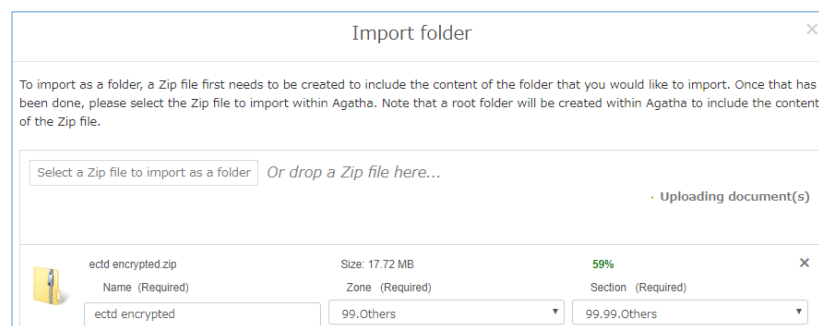 Import folder ×
To import as a folder, a Zip file first needs to be created to include the content of the folder that you would like to import. Once that has
been done, please select the Zip file to import within Agatha. Note that a root folder will be created within Agatha to include the content
of the Zip file.
Select a Zip file to import as a folder Or drop a Zip file here...
· Uploading document(s)
ectd encrypted.zip Size: 17.72 MB 59% ×
Name (Required) Zone (Required) Section (Required)
ectd encrypted 99.Others 99.99.Others